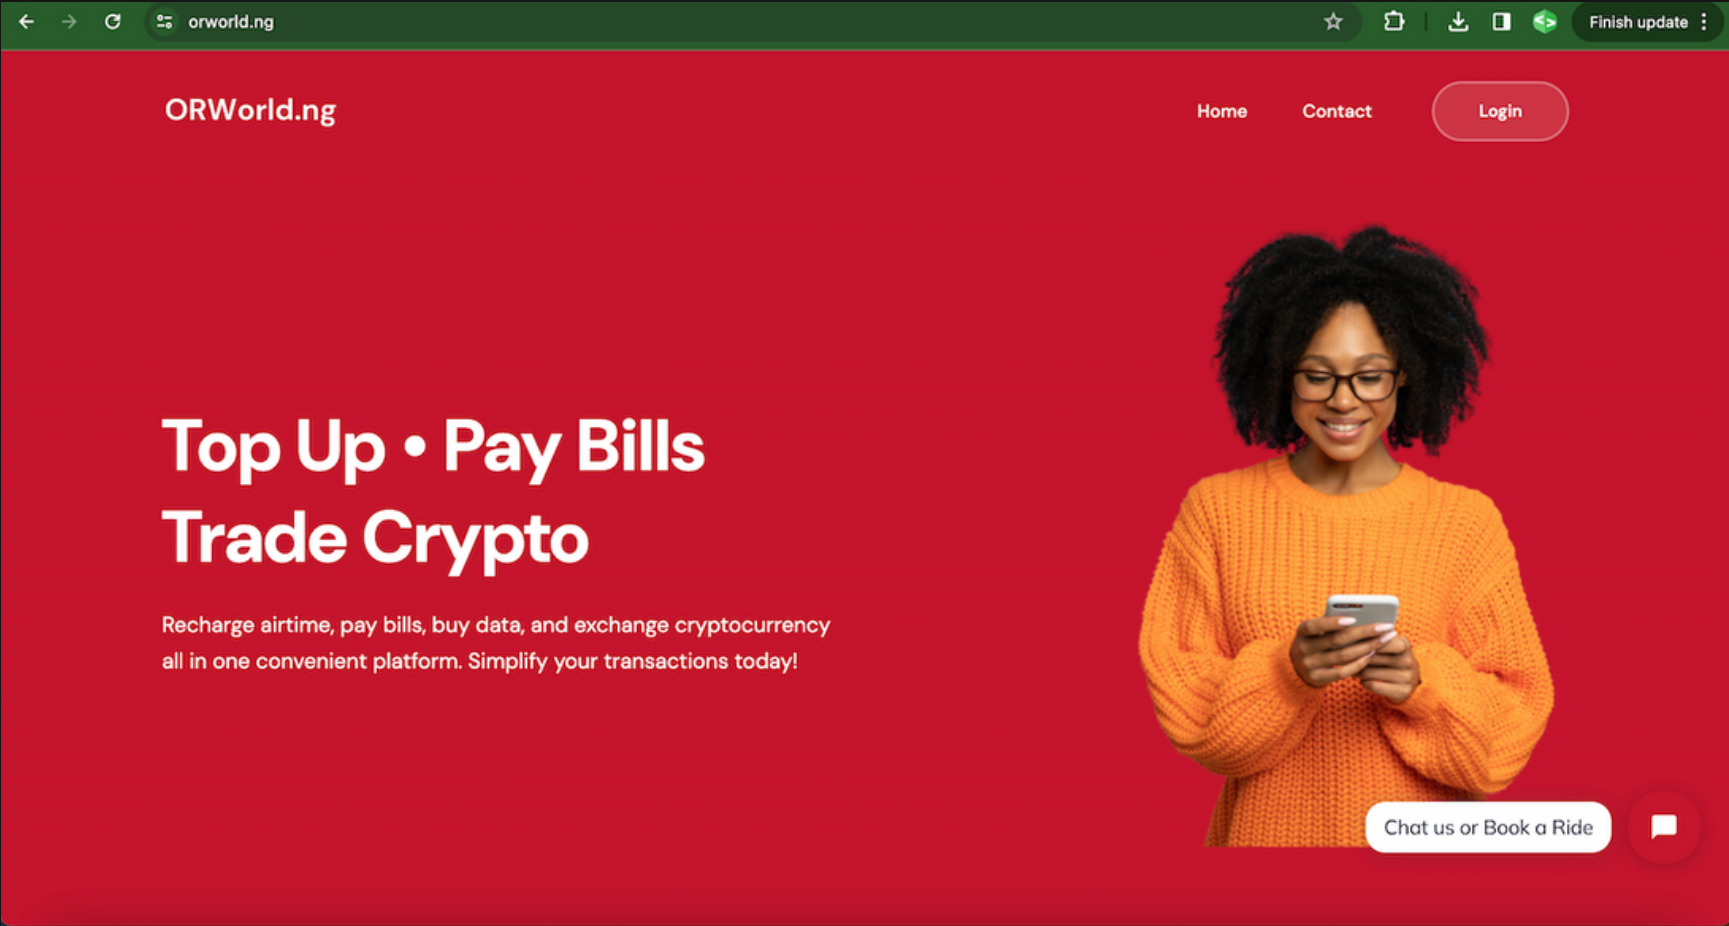 orworld.ng
Finish update
ORWorld.ng
Home
Contact
Login
Top Up • Pay Bills
Trade Crypto
Recharge airtime, pay bills, buy data, and exchange cryptocurrency
all in one convenient platform. Simplify your transactions today!
Chat us or Book a Ride